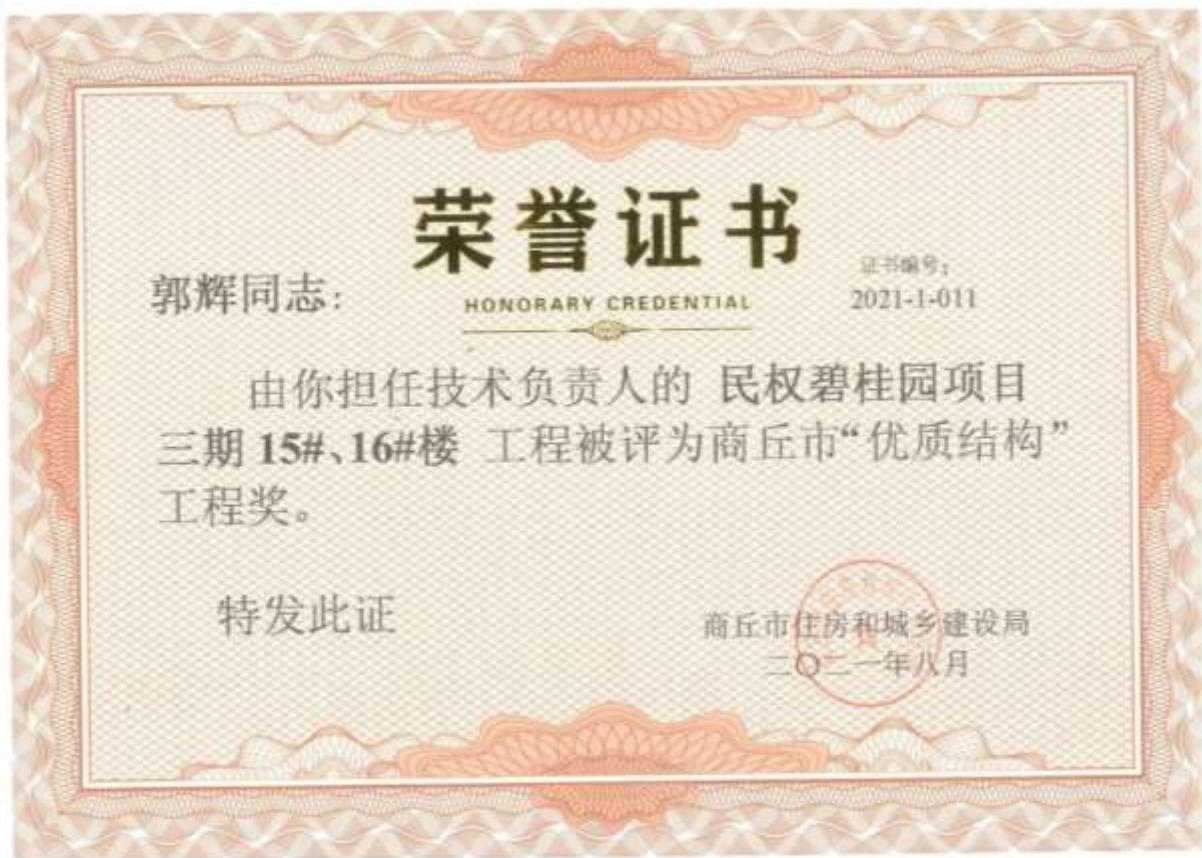 荣誉证书
HONORARY CREDENTIAL
证书编号：
2021-1-011
郭辉同志：
由你担任技术负责人的 民权碧桂园项目
三期 15#、16#楼 工程被评为商丘市“优质结构”
工程奖。
特发此证
商丘市住房和城乡建设局
二〇二一年八月